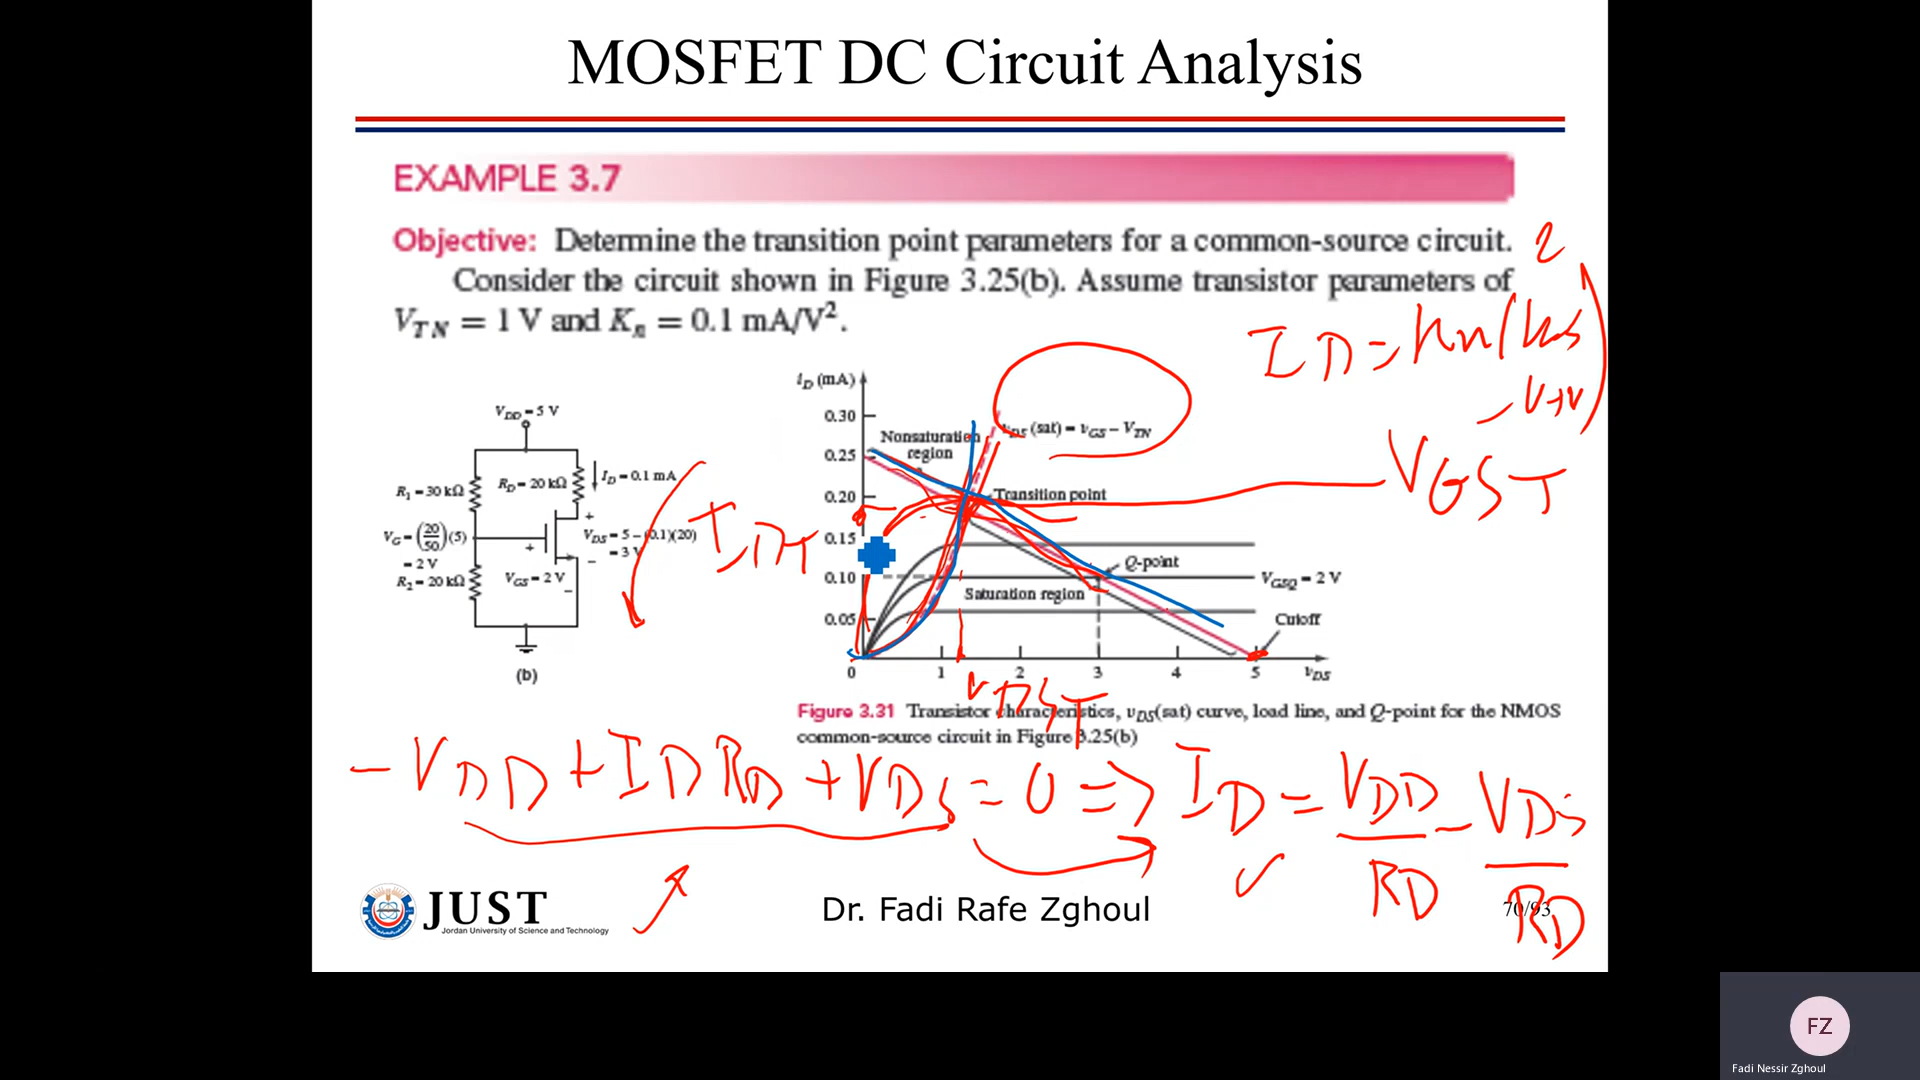 MOSFET DC Circuit Analysis
EXAMPLE 3.7
Objective: Determine the transition point parameters for a common-source circuit.
Consider the circuit shown in Figure 3.25(b). Assume transistor parameters of
V_TN = 1 V and K_n = 0.1 mA/V².
2
I D = Kn (VGS
- VTN)
VGST
V_DD = 5 V
R_1 = 30 kΩ
R_D = 20 kΩ
I_D = 0.1 mA
V_G = (20/50)(5)
= 2 V
R_2 = 20 kΩ
V_DS = 5 – (0.1)(20)
= 3 V
+
–
+
V_GS = 2 V
–
(b)
IDT
i_D (mA)
0.30
0.25
0.20
0.15
0.10
0.05
0
1
2
3
4
5
v_DS
Nonsaturation
region
v_DS (sat) = v_GS – V_TN
Transition point
Q-point
V_GSQ = 2 V
Saturation region
Cutoff
VDST
Figure 3.31 Transistor characteristics, v_DS(sat) curve, load line, and Q-point for the NMOS
common-source circuit in Figure 3.25(b)
- VDD + IDRD + VDS = 0 => ID = VDD/RD - VDS/RD
JUST
Jordan University of Science and Technology
Dr. Fadi Rafe Zghoul
70/93
FZ
Fadi Nessir Zghoul